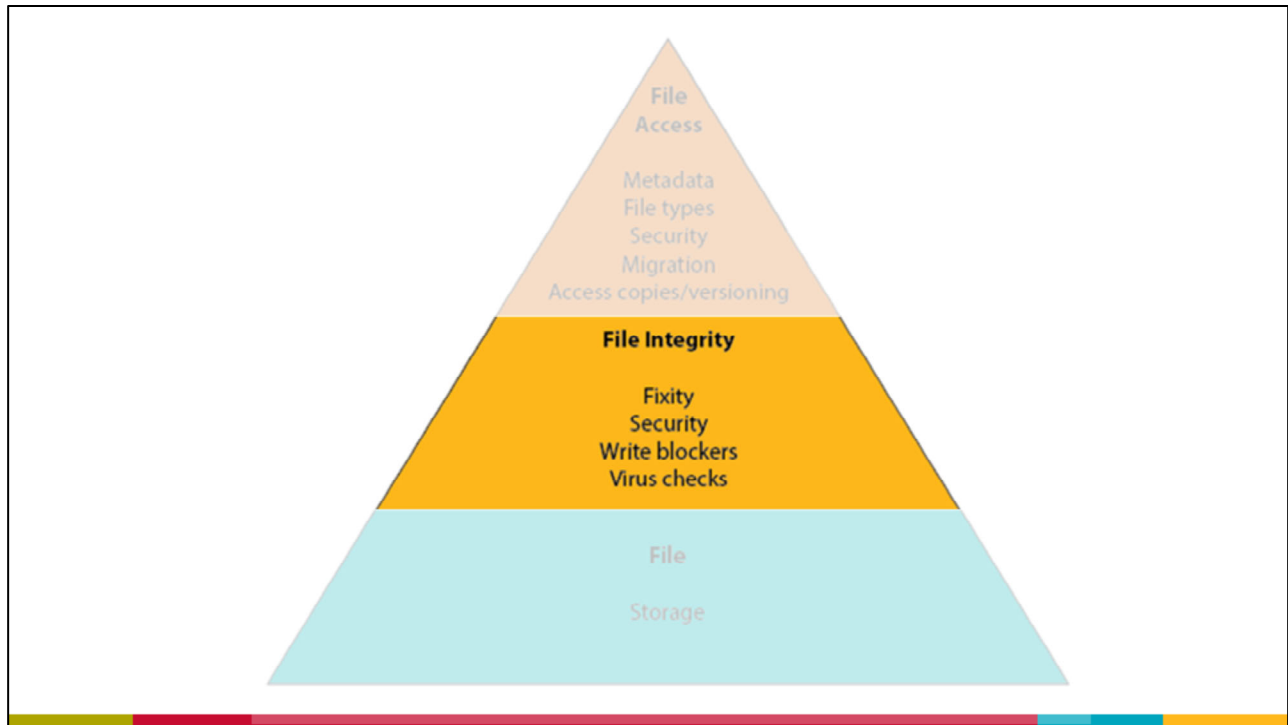 File
Access
Metadata
File types
Security
Migration
Access copies/versioning
File Integrity
Fixity
Security
Write blockers
Virus checks
File
Storage